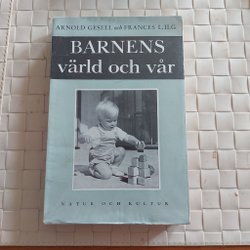 ARNOLD GESELL och FRANCES L. ILG
BARNENS
värld och vår
NATUR OCH KULTUR